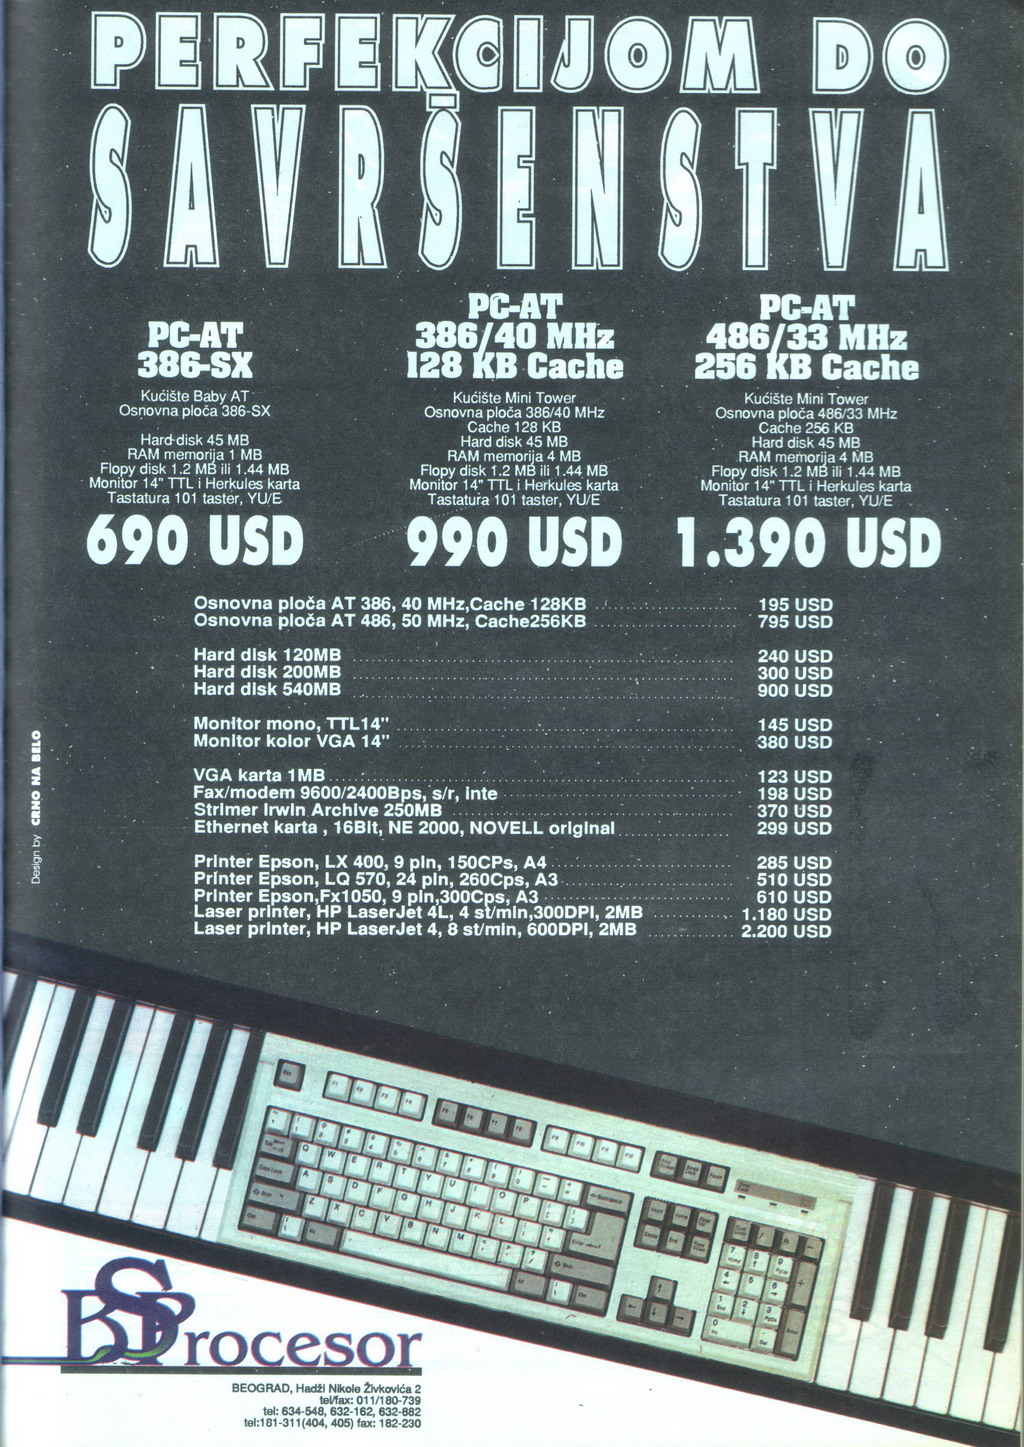 PERFEKCIJOM DO
SAVRŠENSTVA
PC-AT
386-SX
Kućište Baby AT
Osnovna ploča 386-SX
Hard disk 45 MB
RAM memorija 1 MB
Flopy disk 1.2 MB ili 1.44 MB
Monitor 14" TTL i Herkules karta
Tastatura 101 taster, YU/E
690 USD
PC-AT
386/40 MHz
128 KB Cache
Kućište Mini Tower
Osnovna ploča 386/40 MHz
Cache 128 KB
Hard disk 45 MB
RAM memorija 4 MB
Flopy disk 1.2 MB ili 1.44 MB
Monitor 14" TTL i Herkules karta
Tastatura 101 taster, YU/E
990 USD
PC-AT
486/33 MHz
256 KB Cache
Kućište Mini Tower
Osnovna ploča 486/33 MHz
Cache 256 KB
Hard disk 45 MB
RAM memorija 4 MB
Flopy disk 1.2 MB ili 1.44 MB
Monitor 14" TTL i Herkules karta
Tastatura 101 taster, YU/E
1.390 USD
Osnovna ploča AT 386, 40 MHz,Cache 128KB 195 USD
Osnovna ploča AT 486, 50 MHz, Cache256KB 795 USD
Hard disk 120MB 240 USD
Hard disk 200MB 300 USD
Hard disk 540MB 900 USD
Monitor mono, TTL14" 145 USD
Monitor kolor VGA 14" 380 USD
VGA karta 1MB 123 USD
Fax/modem 9600/2400Bps, s/r, inte 198 USD
Strimer Irwin Archive 250MB 370 USD
Ethernet karta , 16Bit, NE 2000, NOVELL original 299 USD
Printer Epson, LX 400, 9 pin, 150CPs, A4 285 USD
Printer Epson, LQ 570, 24 pin, 260Cps, A3 510 USD
Printer Epson,Fx1050, 9 pin,300Cps, A3 610 USD
Laser printer, HP LaserJet 4L, 4 st/min,300DPI, 2MB 1.180 USD
Laser printer, HP LaserJet 4, 8 st/min, 600DPI, 2MB 2.200 USD
Design by CRNO NA BELO
BSProcesor
BEOGRAD, Hadži Nikole Živkovića 2
tel/fax: 011/180-739
tel: 634-548, 632-162, 632-882
tel:181-311(404, 405) fax: 182-230